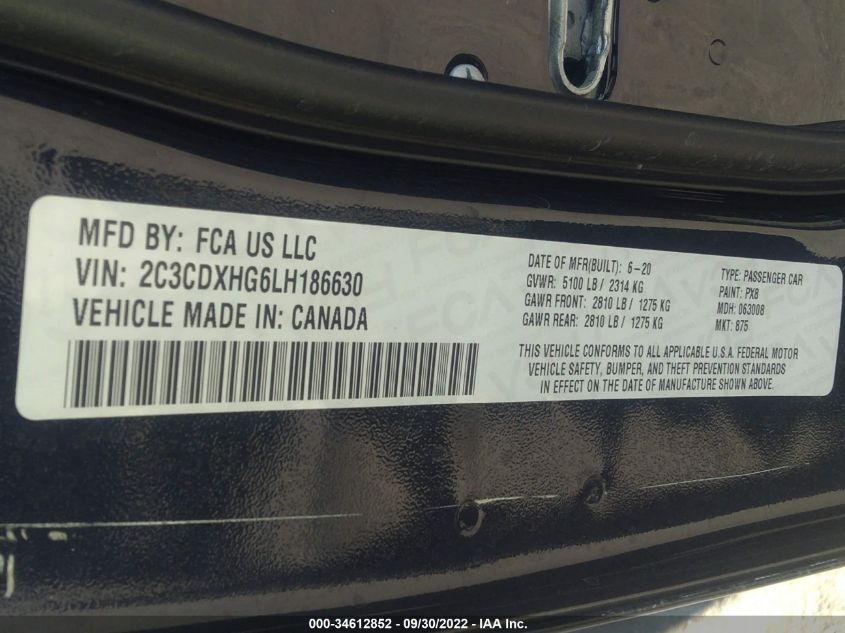 MFD BY: FCA US LLC
VIN: 2C3CDXHG6LH186630
VEHICLE MADE IN: CANADA
DATE OF MFR(BUILT): 6-20
GVWR: 5100 LB / 2314 KG
GAWR FRONT: 2810 LB / 1275 KG
GAWR REAR: 2810 LB / 1275 KG
TYPE: PASSENGER CAR
PAINT: PX8
MDH: 063008
MKT: 875
THIS VEHICLE CONFORMS TO ALL APPLICABLE U.S.A. FEDERAL MOTOR
VEHICLE SAFETY, BUMPER, AND THEFT PREVENTION STANDARDS
IN EFFECT ON THE DATE OF MANUFACTURE SHOWN ABOVE.
000-34612852 - 09/30/2022 - IAA Inc.